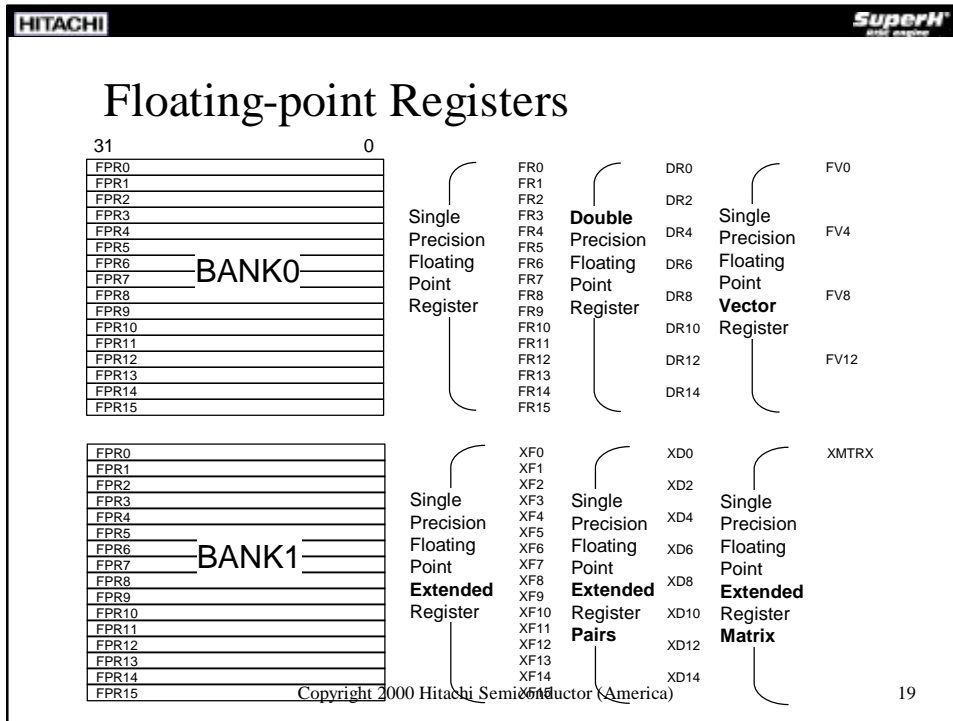 HITACHI
SuperH
RISC engine
Floating-point Registers
31 0
FPR0
FPR1
FPR2
FPR3
FPR4
FPR5
FPR6
FPR7
FPR8
FPR9
FPR10
FPR11
FPR12
FPR13
FPR14
FPR15
BANK0
Single
Precision
Floating
Point
Register
FR0
FR1
FR2
FR3
FR4
FR5
FR6
FR7
FR8
FR9
FR10
FR11
FR12
FR13
FR14
FR15
Double
Precision
Floating
Point
Register
DR0
DR2
DR4
DR6
DR8
DR10
DR12
DR14
Single
Precision
Floating
Point
Vector
Register
FV0
FV4
FV8
FV12
FPR0
FPR1
FPR2
FPR3
FPR4
FPR5
FPR6
FPR7
FPR8
FPR9
FPR10
FPR11
FPR12
FPR13
FPR14
FPR15
BANK1
Single
Precision
Floating
Point
Extended
Register
XF0
XF1
XF2
XF3
XF4
XF5
XF6
XF7
XF8
XF9
XF10
XF11
XF12
XF13
XF14
XF15
Single
Precision
Floating
Point
Extended
Register
Pairs
XD0
XD2
XD4
XD6
XD8
XD10
XD12
XD14
Single
Precision
Floating
Point
Extended
Register
Matrix
XMTRX
Copyright 2000 Hitachi Semiconductor (America)
19